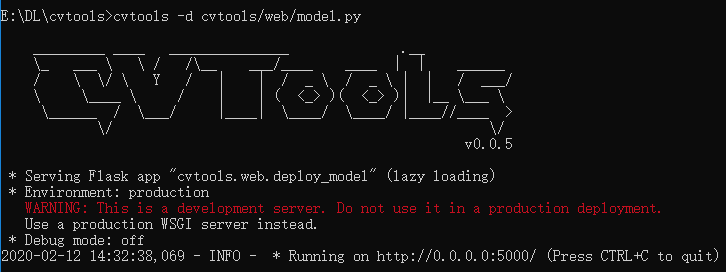 E:\DL\cvtools>cvtools -d cvtools/web/model.py
CVTools
v0.0.5
* Serving Flask app "cvtools.web.deploy_model" (lazy loading)
* Environment: production
WARNING: This is a development server. Do not use it in a production deployment.
Use a production WSGI server instead.
* Debug mode: off
2020-02-12 14:32:38,069 - INFO -  * Running on http://0.0.0.0:5000/ (Press CTRL+C to quit)